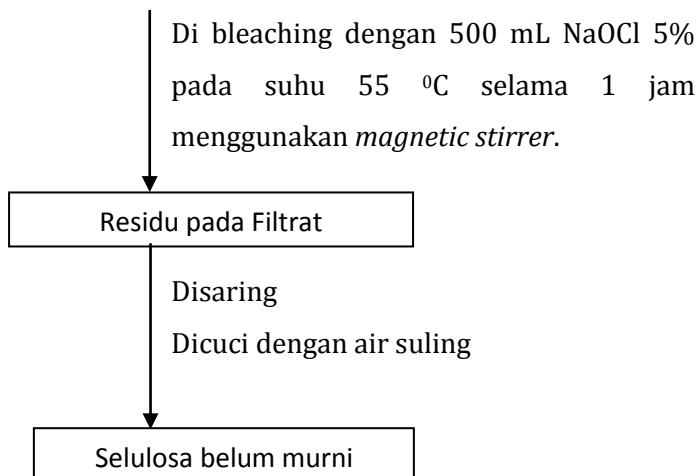 Di bleaching dengan 500 mL NaOCl 5%
pada suhu 55 ⁰C selama 1 jam
menggunakan magnetic stirrer.
Residu pada Filtrat
Disaring
Dicuci dengan air suling
Selulosa belum murni